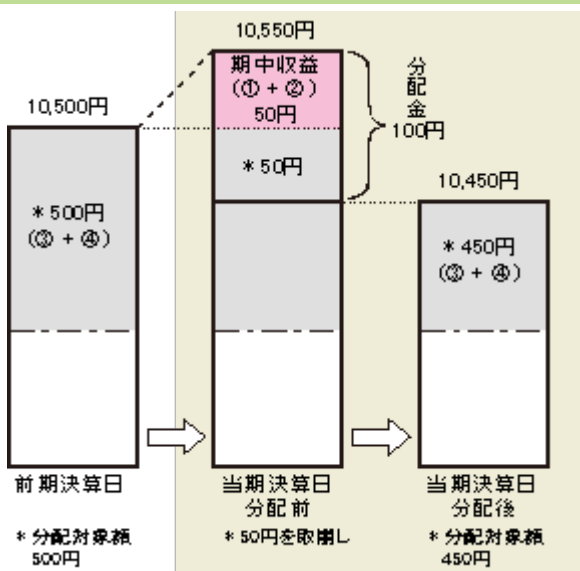 10,550円
期中収益
(①+②)
50円
分配金
100円
10,500円
*50円
10,450円
*500円
(③+④)
*450円
(③+④)
前期決算日
当期決算日
分配前
当期決算日
分配後
*分配対象額
500円
*50円を取崩し
*分配対象額
450円